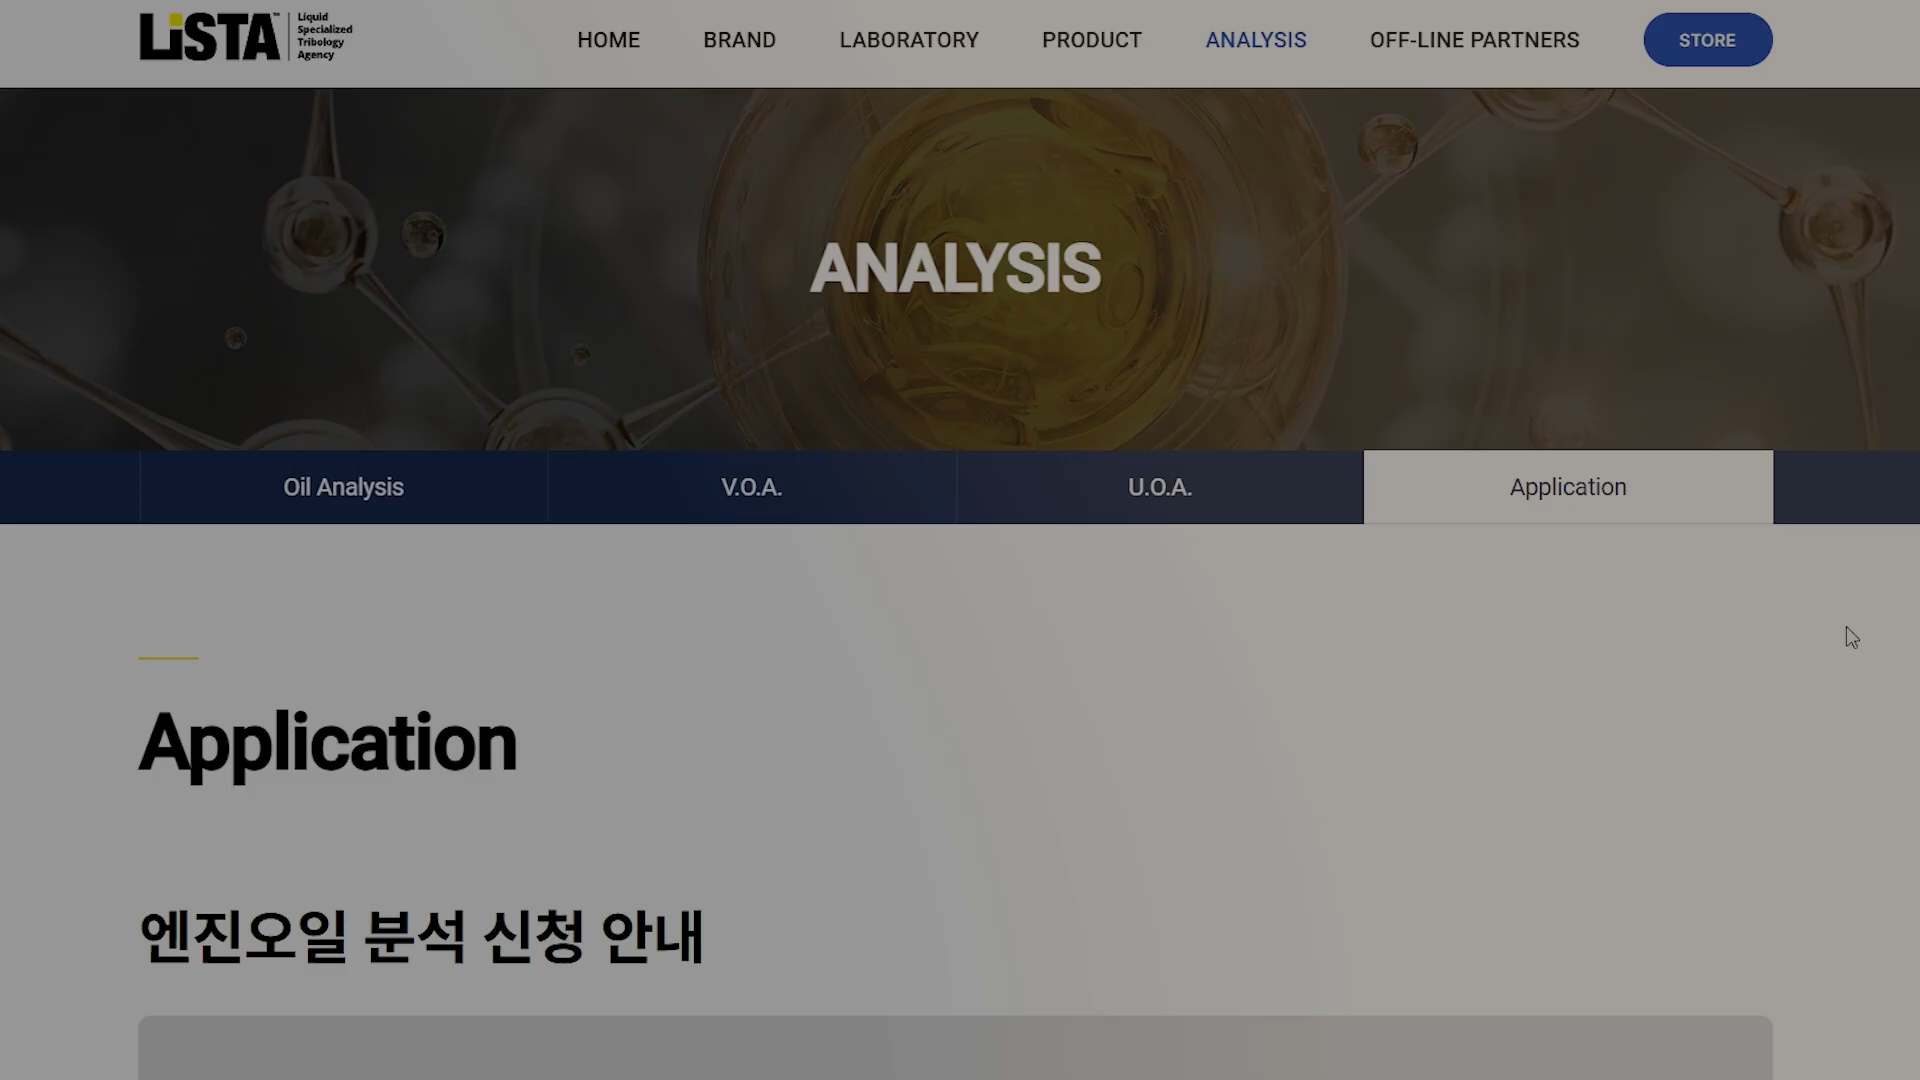 LiSTA™
Liquid
Specialized
Tribology
Agency
HOME
BRAND
LABORATORY
PRODUCT
ANALYSIS
OFF-LINE PARTNERS
STORE
ANALYSIS
Oil Analysis
V.O.A.
U.O.A.
Application
Application
엔진오일 분석 신청 안내